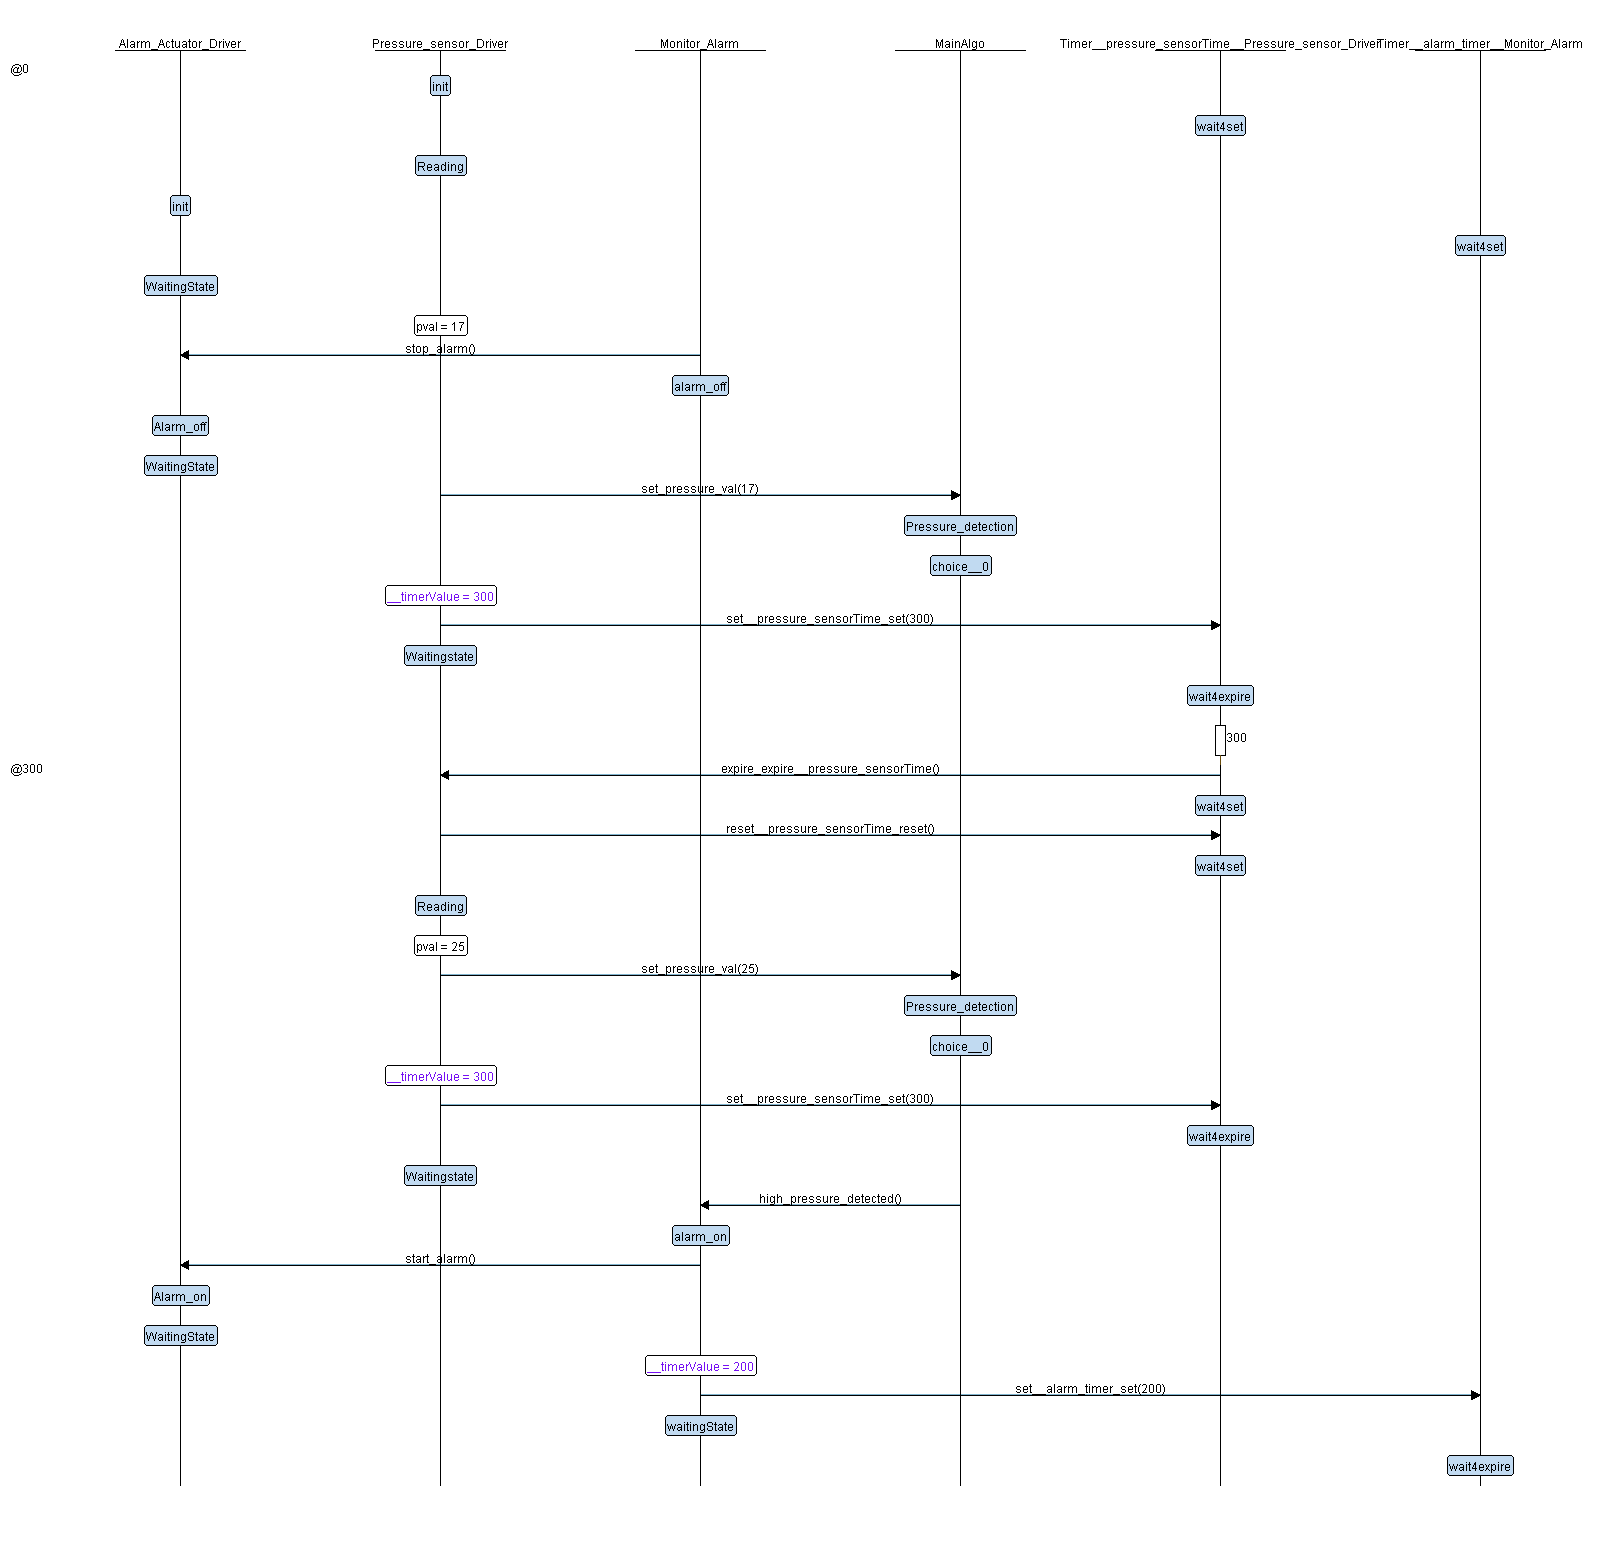 Alarm_Actuator_Driver Pressure_sensor_Driver Monitor_Alarm MainAlgo Timer__pressure_sensorTime__Pressure_sensor_Driver Timer__alarm_timer__Monitor_Alarm
@0
init
wait4set
Reading
init
wait4set
WaitingState
pval = 17
stop_alarm()
alarm_off
Alarm_off
WaitingState
set_pressure_val(17)
Pressure_detection
choice__0
__timerValue = 300
set__pressure_sensorTime_set(300)
Waitingstate
wait4expire
300
@300
expire_expire__pressure_sensorTime()
wait4set
reset__pressure_sensorTime_reset()
wait4set
Reading
pval = 25
set_pressure_val(25)
Pressure_detection
choice__0
__timerValue = 300
set__pressure_sensorTime_set(300)
wait4expire
Waitingstate
high_pressure_detected()
alarm_on
start_alarm()
Alarm_on
WaitingState
__timerValue = 200
set__alarm_timer_set(200)
waitingState
wait4expire